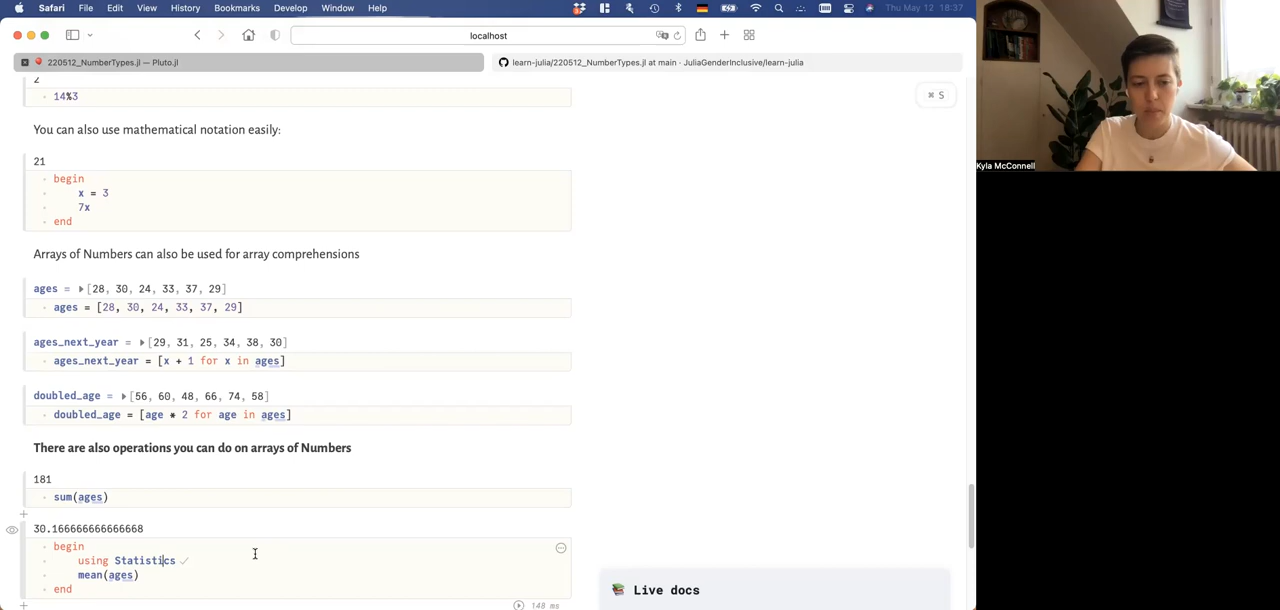 Safari File Edit View History Bookmarks Develop Window Help Thu May 12 18:37
localhost
220512_NumberTypes.jl — Pluto.jl
learn-julia/220512_NumberTypes.jl at main · JuliaGenderInclusive/learn-julia
2
14%3
⌘ S
You can also use mathematical notation easily:
21
begin
x = 3
7x
end
Arrays of Numbers can also be used for array comprehensions
ages = [28, 30, 24, 33, 37, 29]
ages = [28, 30, 24, 33, 37, 29]
ages_next_year = [29, 31, 25, 34, 38, 30]
ages_next_year = [x + 1 for x in ages]
doubled_age = [56, 60, 48, 66, 74, 58]
doubled_age = [age * 2 for age in ages]
There are also operations you can do on arrays of Numbers
181
sum(ages)
30.166666666666668
begin
using Statistics
mean(ages)
end
148 ms
Live docs
Kyla McConnell